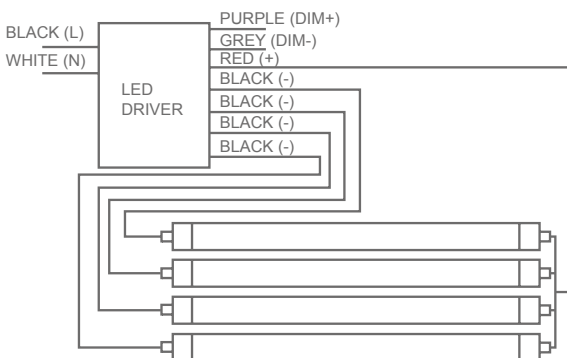 PURPLE (DIM+)
BLACK (L)
GREY (DIM-)
WHITE (N)
RED (+)
BLACK (-)
LED
DRIVER
BLACK (-)
BLACK (-)
BLACK (-)